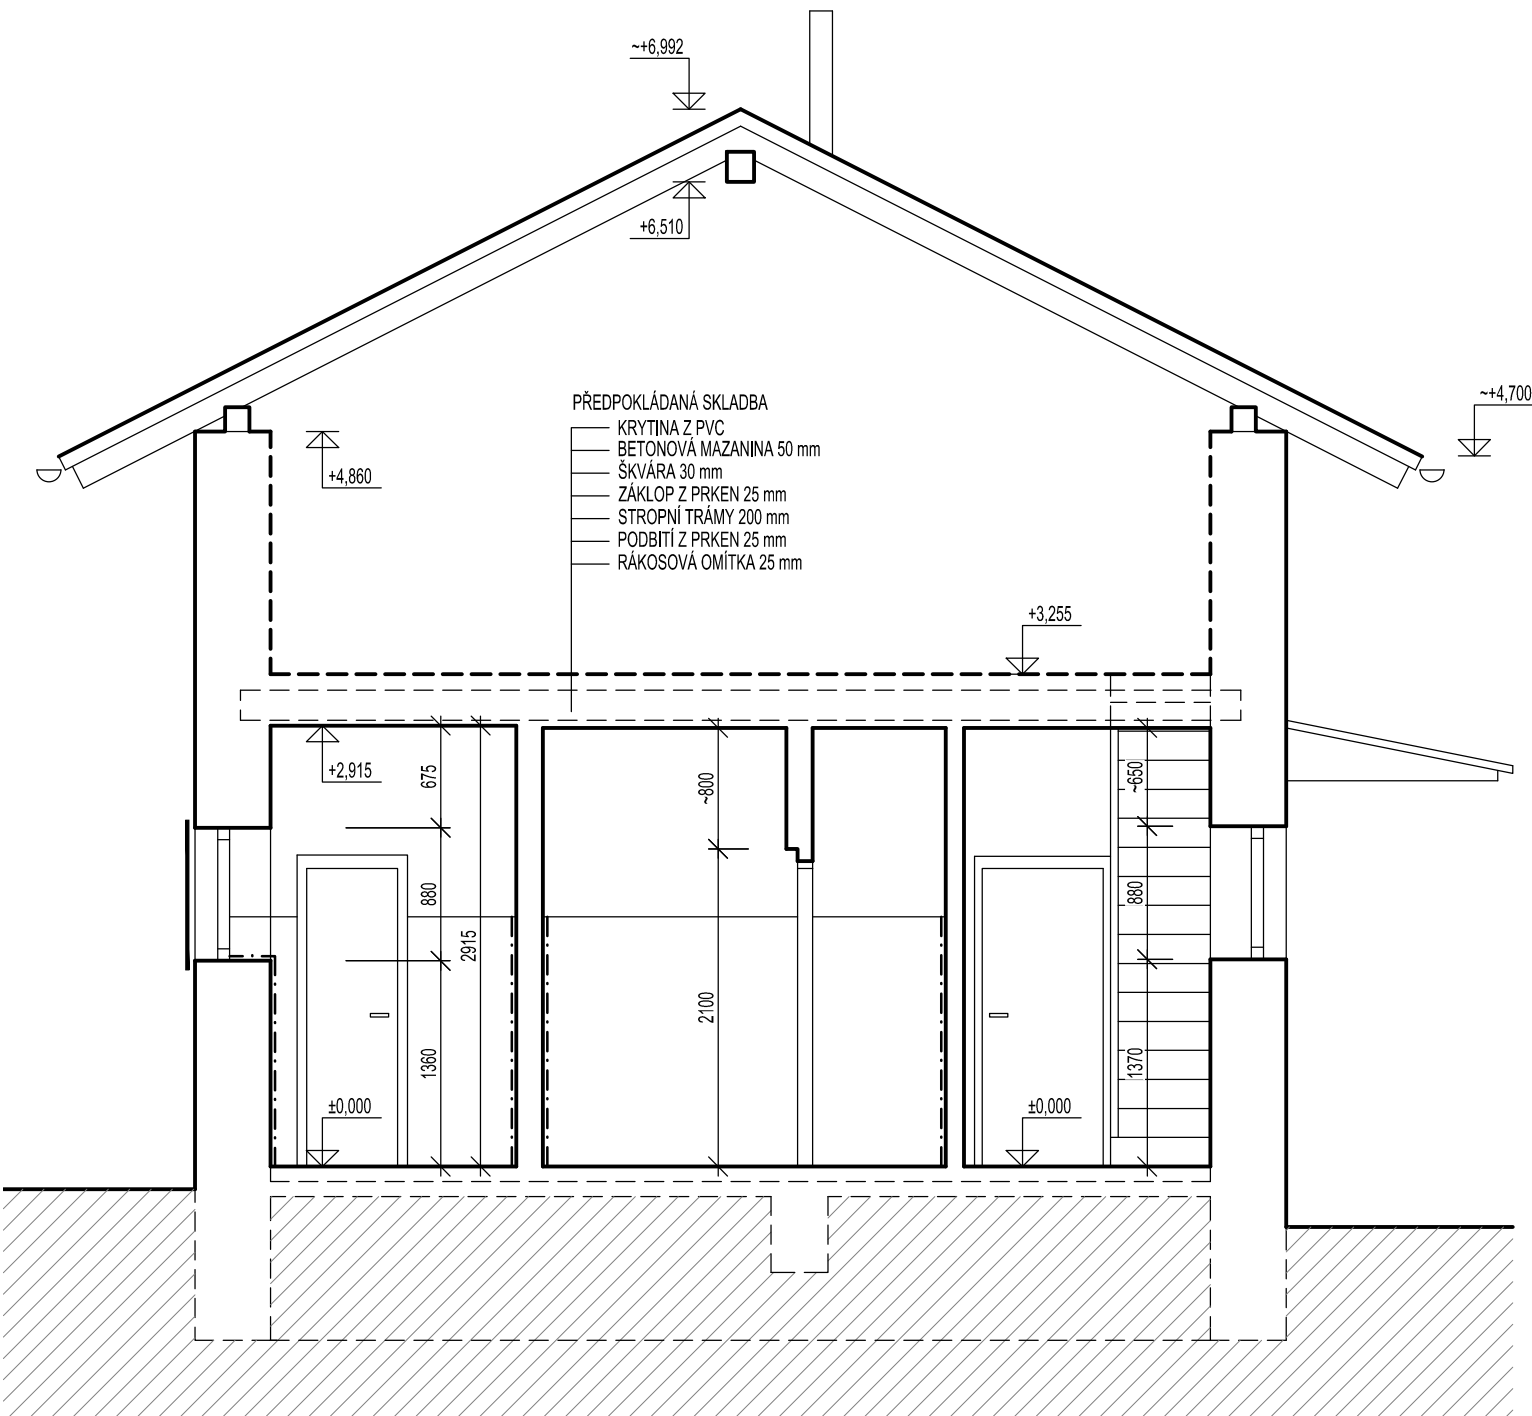 ~+6,992
+6,510
PŘEDPOKLÁDANÁ SKLADBA
KRYTINA Z PVC
BETONOVÁ MAZANINA 50 mm
ŠKVÁRA 30 mm
ZÁKLOP Z PRKEN 25 mm
STROPNÍ TRÁMY 200 mm
PODBITÍ Z PRKEN 25 mm
RÁKOSOVÁ OMÍTKA 25 mm
~+4,700
+4,860
+3,255
+2,915
675
~800
~650
880
880
2915
2100
1360
1370
±0,000
±0,000